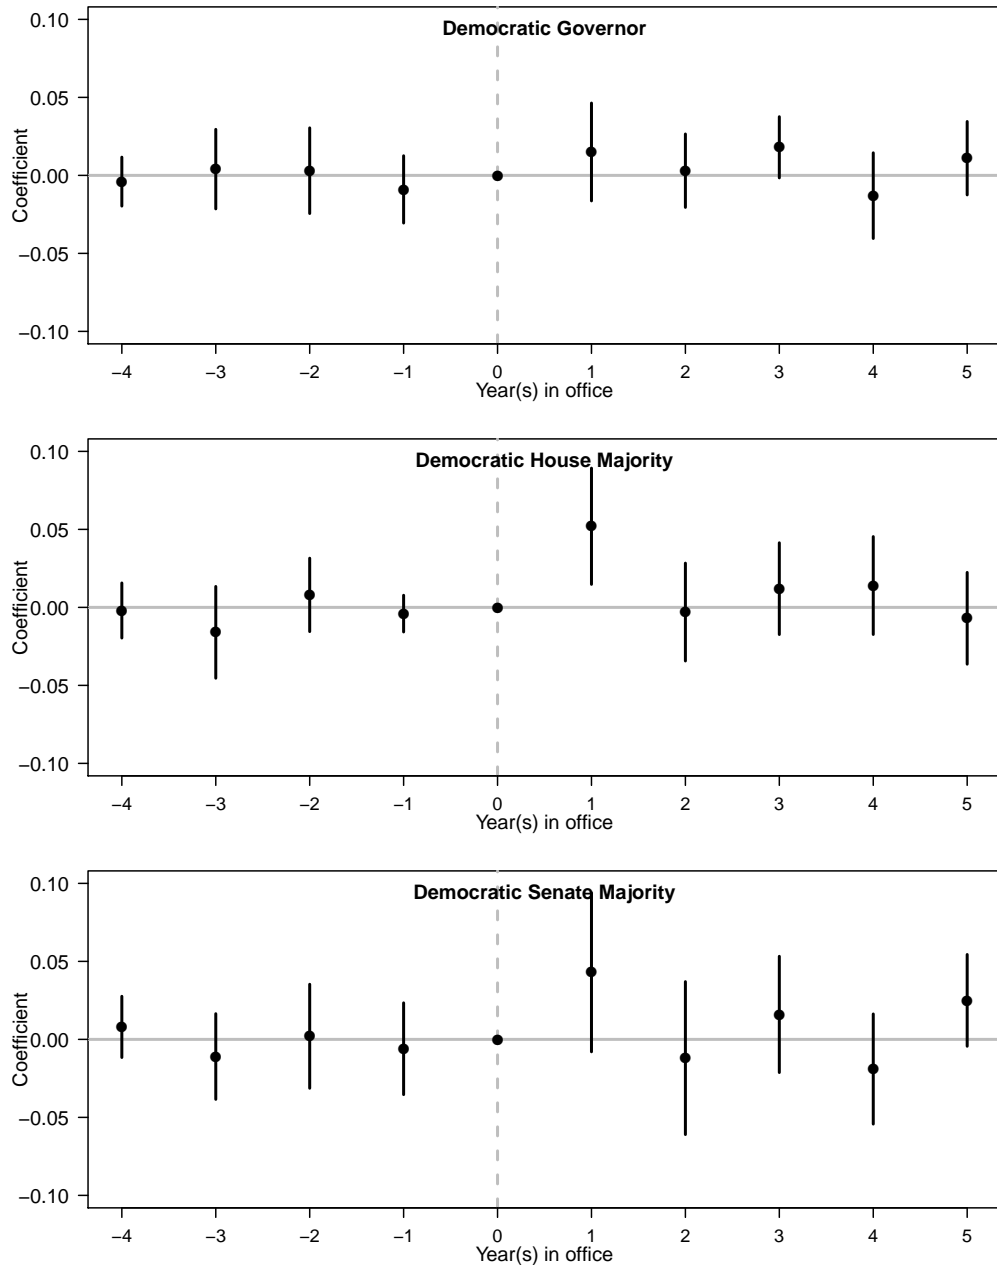 Democratic Governor
Coefficient
0.10
0.05
0.00
−0.05
−0.10
−4 −3 −2 −1 0 1 2 3 4 5
Year(s) in office
Democratic House Majority
Coefficient
0.10
0.05
0.00
−0.05
−0.10
−4 −3 −2 −1 0 1 2 3 4 5
Year(s) in office
Democratic Senate Majority
Coefficient
0.10
0.05
0.00
−0.05
−0.10
−4 −3 −2 −1 0 1 2 3 4 5
Year(s) in office